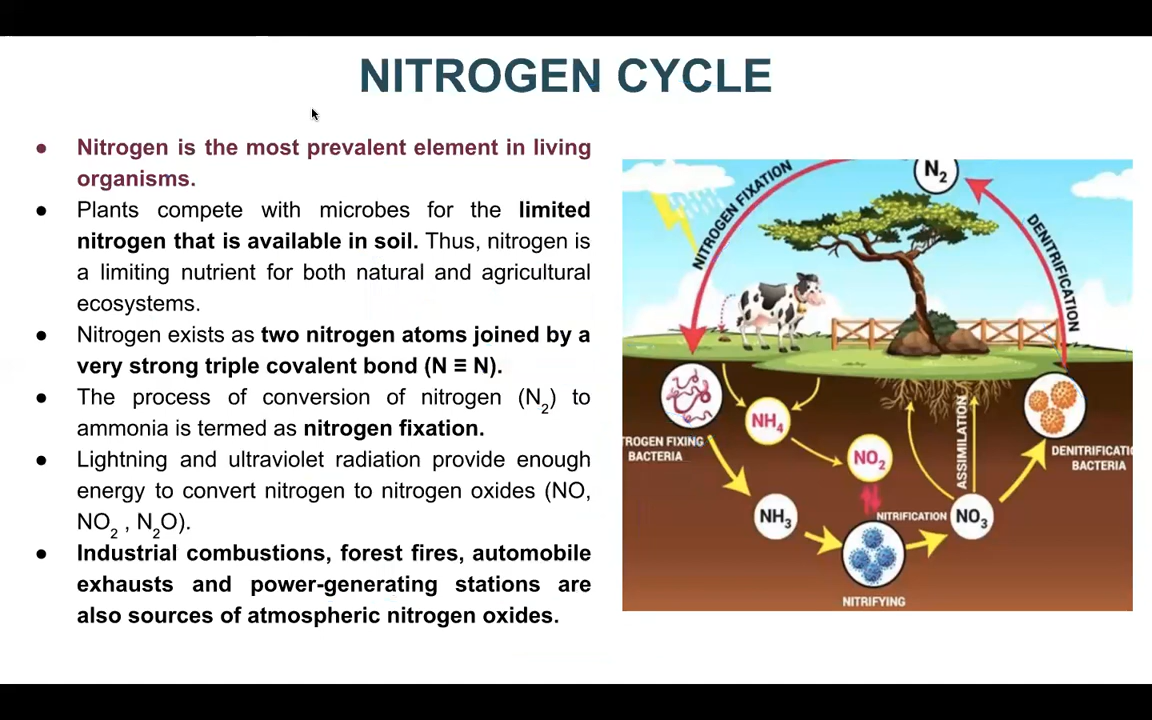 NITROGEN CYCLE
● Nitrogen is the most prevalent element in living
organisms.
● Plants compete with microbes for the limited
nitrogen that is available in soil. Thus, nitrogen is
a limiting nutrient for both natural and agricultural
ecosystems.
● Nitrogen exists as two nitrogen atoms joined by a
very strong triple covalent bond (N ≡ N).
● The process of conversion of nitrogen (N₂) to
ammonia is termed as nitrogen fixation.
● Lightning and ultraviolet radiation provide enough
energy to convert nitrogen to nitrogen oxides (NO,
NO₂ , N₂O).
● Industrial combustions, forest fires, automobile
exhausts and power-generating stations are
also sources of atmospheric nitrogen oxides.
N₂
NITROGEN FIXATION
DENITRIFICATION
TROGEN FIXING
BACTERIA
NH₄
NO₂
ASSIMILATION
DENITRIFICATIC
BACTERIA
NH₃
NITRIFICATION
NO₃
NITRIFYING